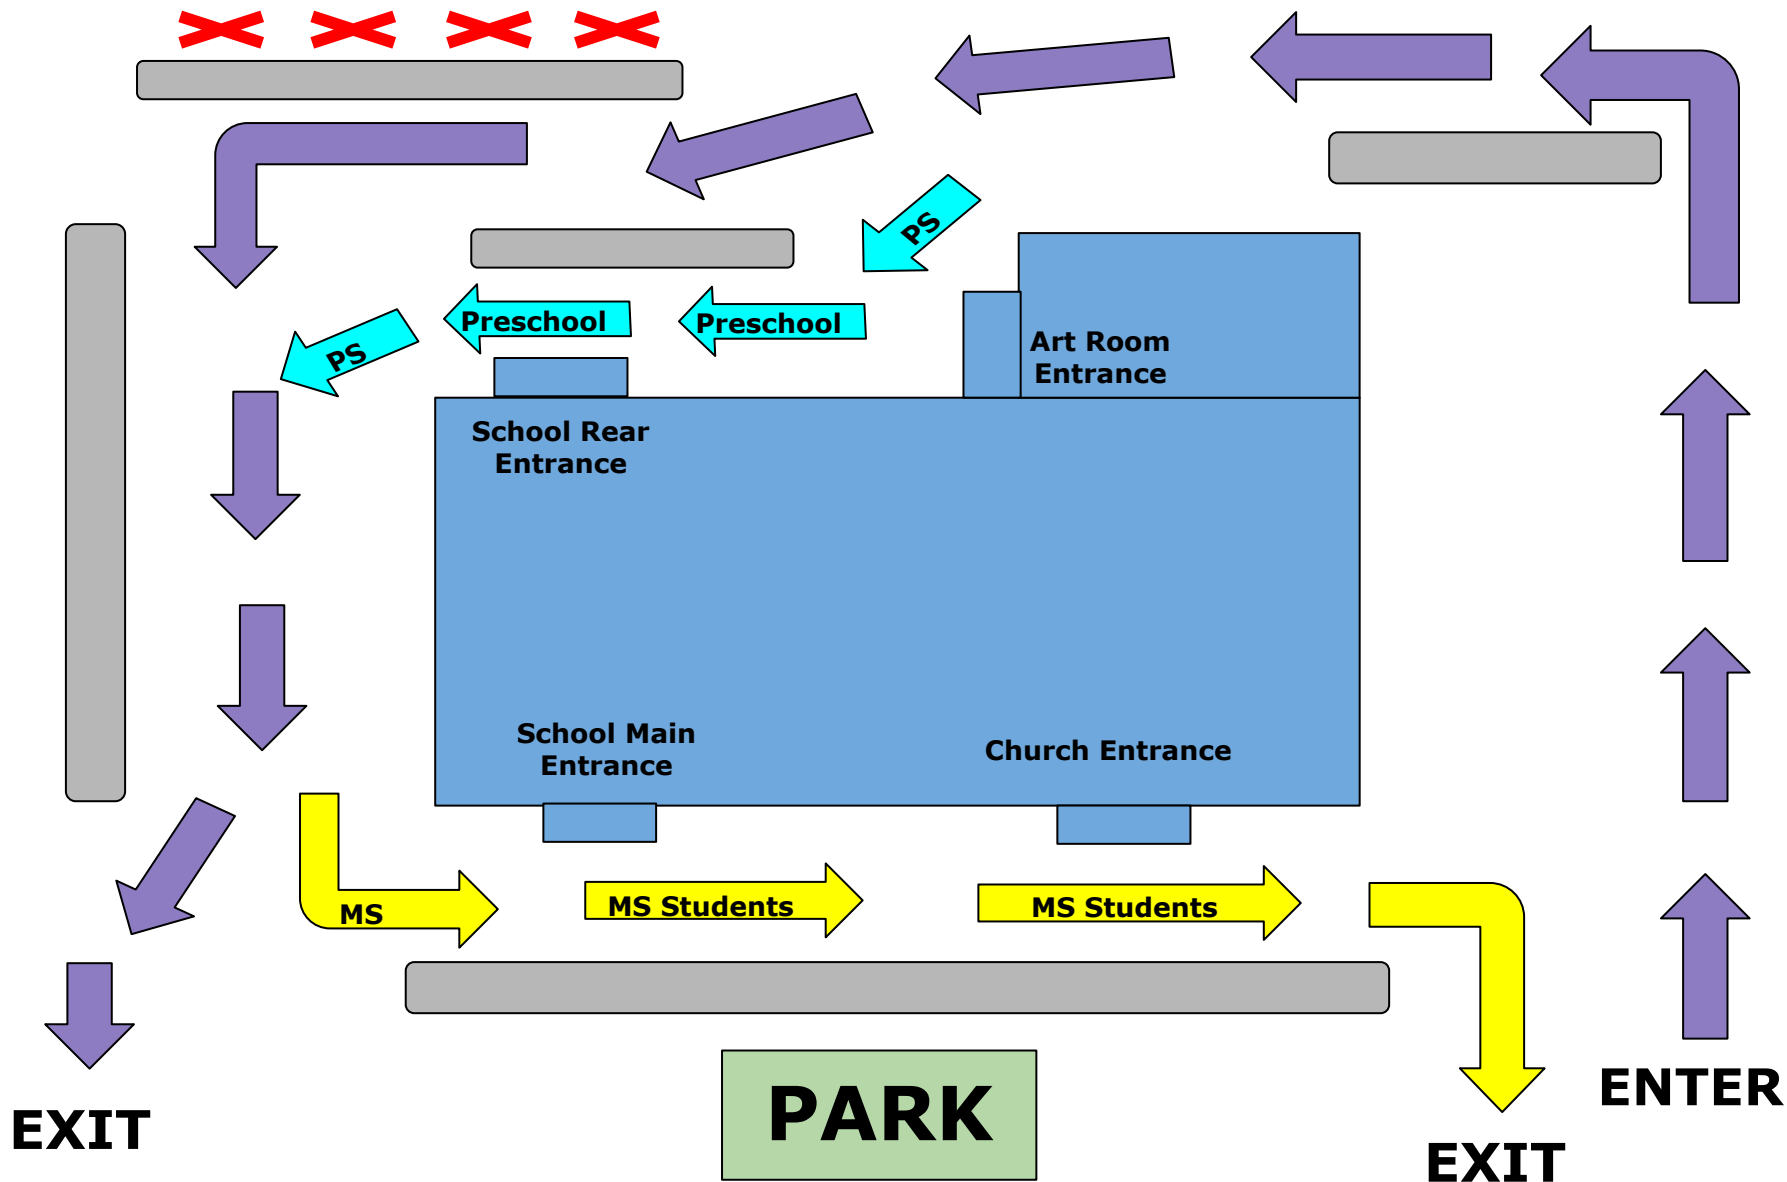 PS
Preschool
Preschool
PS
Art Room
Entrance
School Rear
Entrance
School Main
Entrance
Church Entrance
MS
MS Students
MS Students
PARK
ENTER
EXIT
EXIT